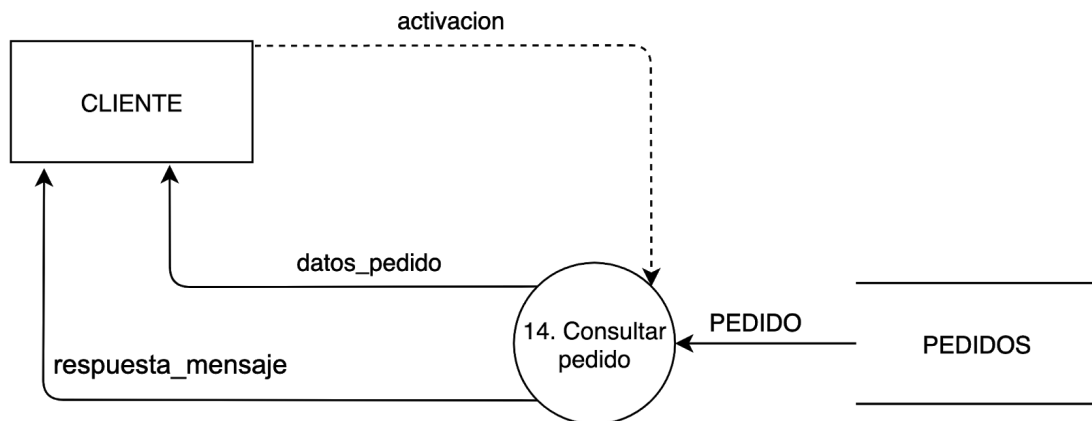 activacion
CLIENTE
datos_pedido
14. Consultar
pedido
PEDIDO
PEDIDOS
respuesta_mensaje